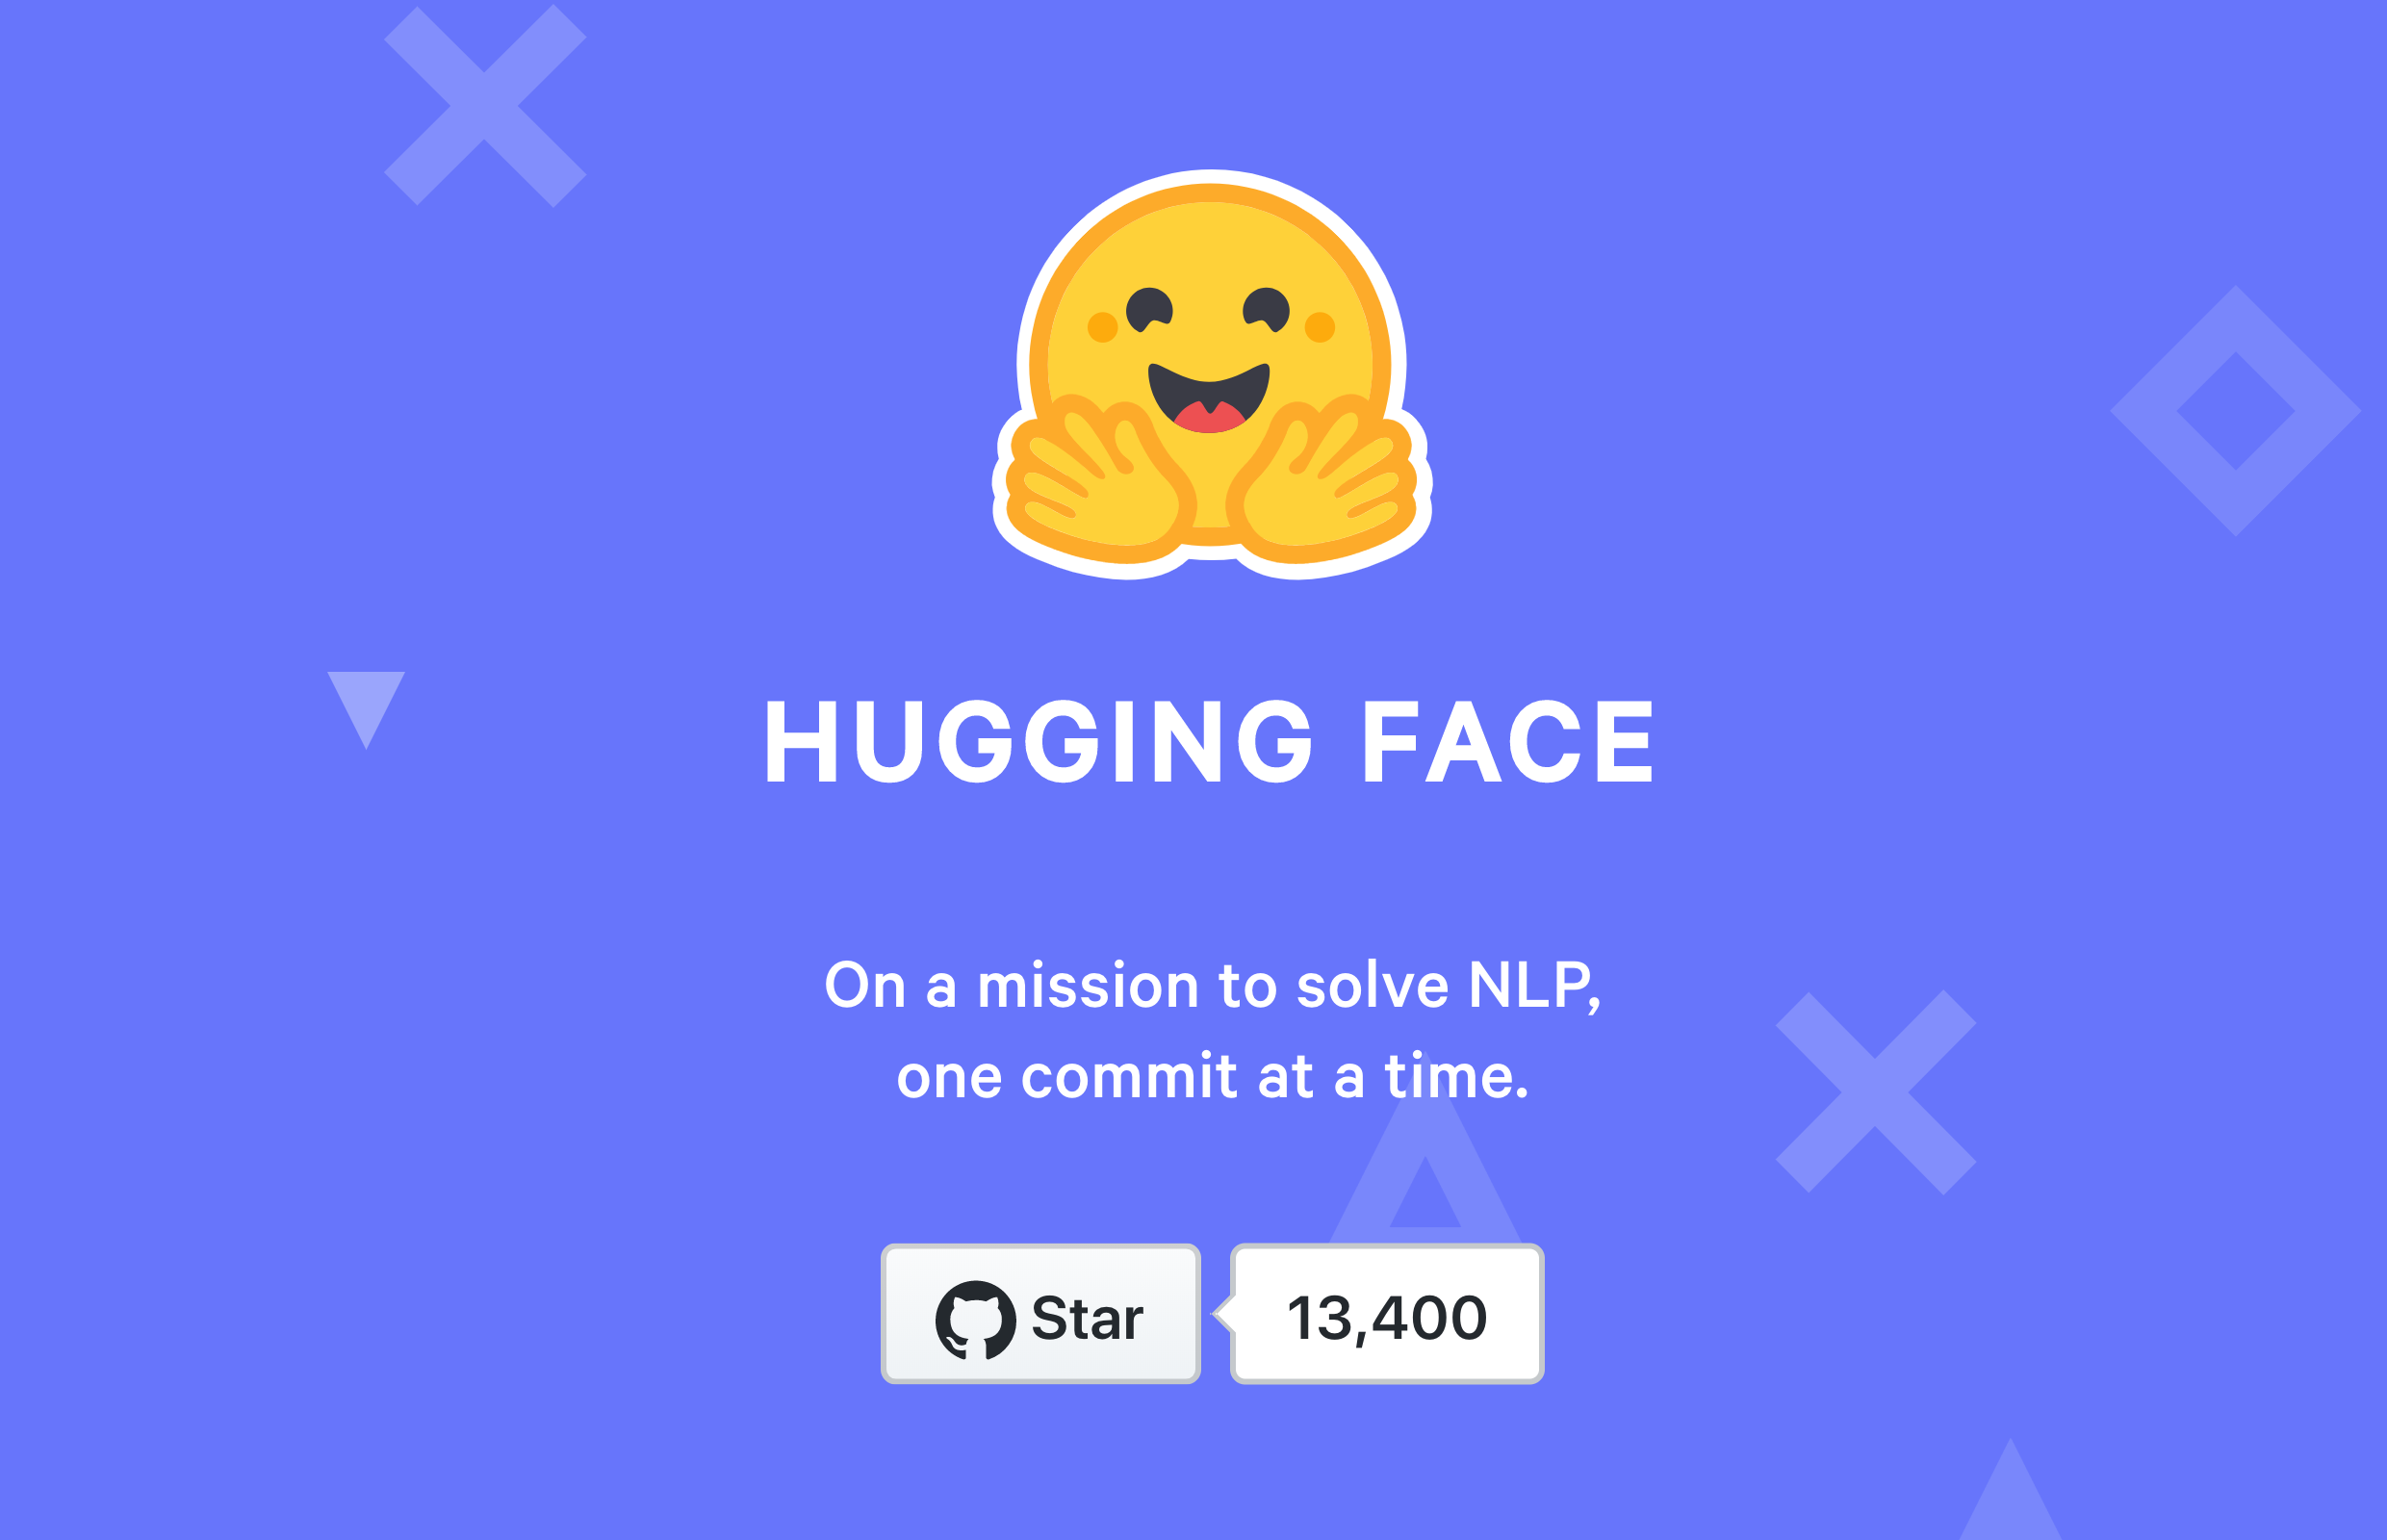 HUGGING FACE
On a mission to solve NLP,
one commit at a time.
Star 13,400